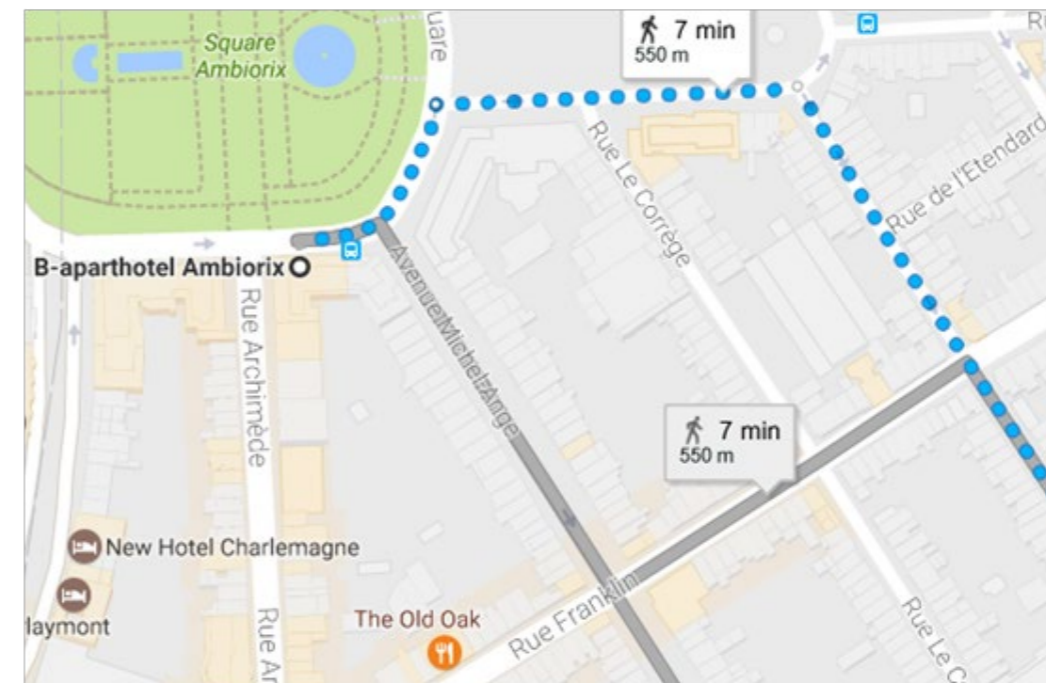 Square
Ambiorix
uare
7 min
550 m
Ru
Rue Le Corrège
Rue de l'Etendard
B-aparthotel Ambiorix
Rue Archimède
Avenue Michel-Ange
7 min
550 m
New Hotel Charlemagne
laymont
The Old Oak
Rue Franklin
Rue Ar
Rue Le C